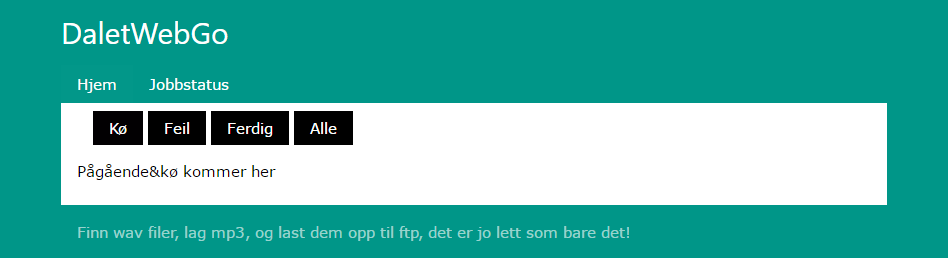 DaletWebGo
Hjem Jobbstatus
Kø Feil Ferdig Alle
Pågående&kø kommer her
Finn wav filer, lag mp3, og last dem opp til ftp, det er jo lett som bare det!